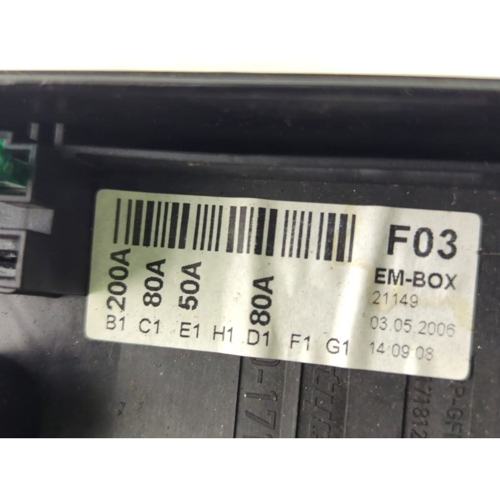 F03
EM-BOX
21149
03.05.2006
14:09:08
200A 80A 50A 80A
B1 C1 E1 H1 D1 F1 G1